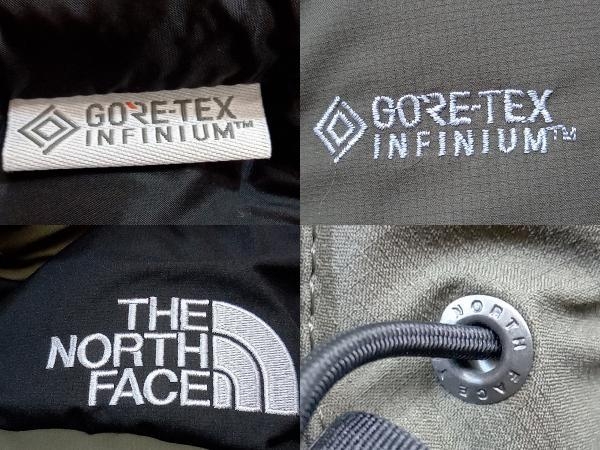 GORE-TEX
INFINIUM™
GORE-TEX
INFINIUM™
THE
NORTH
FACE
NORTH FACE